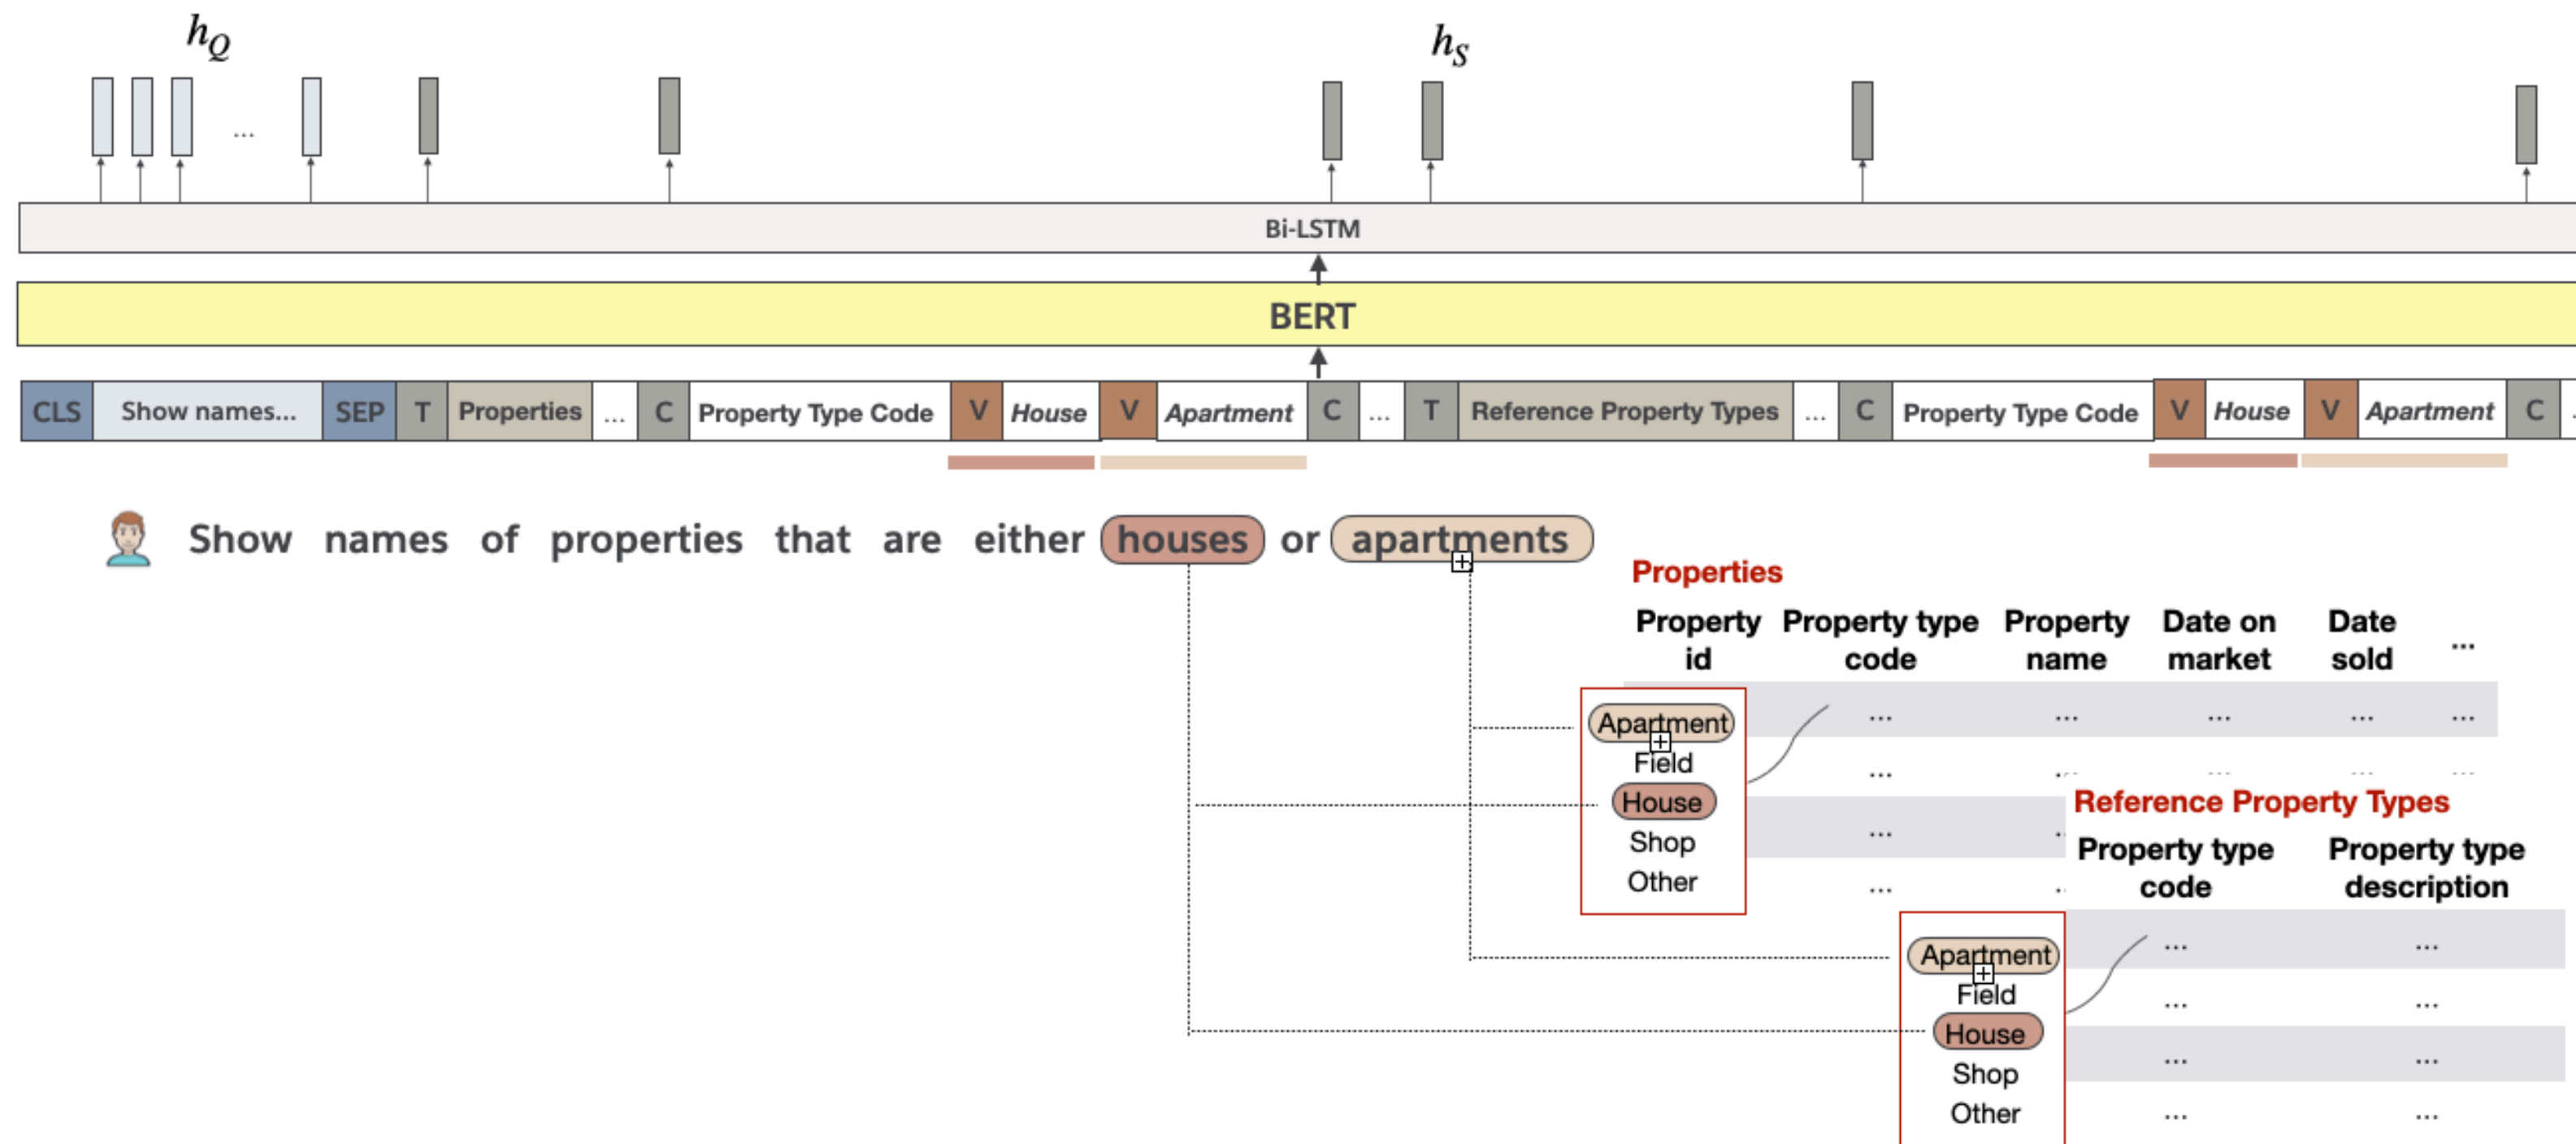 hQ hS
...
Bi-LSTM
BERT
CLS Show names... SEP T Properties ... C Property Type Code V House V Apartment C ... T Reference Property Types ... C Property Type Code V House V Apartment C
Show names of properties that are either houses or apartments
Properties
Property id Property type code Property name Date on market Date sold ...
Apartment
Field
House
Shop
Other
... ... ... ... ...
... ... ... ... ...
...
...
Reference Property Types
Property type code Property type description
Apartment
Field
House
Shop
Other
... ...
... ...
... ...
... ...